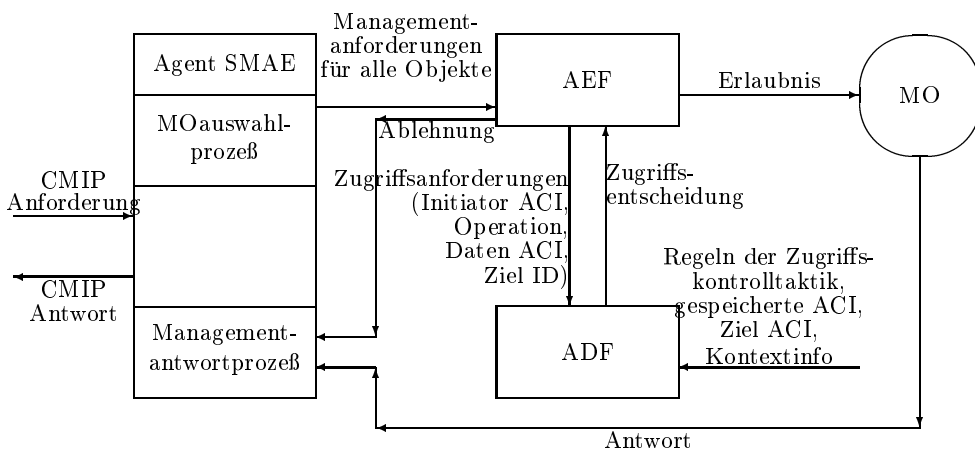 Management-
anforderungen
für alle Objekte
Agent SMAE
AEF
Erlaubnis
MO
MOauswahl-
prozeß
Ablehnung
CMIP
Anforderung
Zugriffsanforderungen
(Initiator ACI,
Operation,
Daten ACI,
Ziel ID)
Zugriffs-
entscheidung
CMIP
Antwort
Regeln der Zugriffs-
kontrolltaktik,
gespeicherte ACI,
Ziel ACI,
Kontextinfo
Management-
antwortprozeß
ADF
Antwort